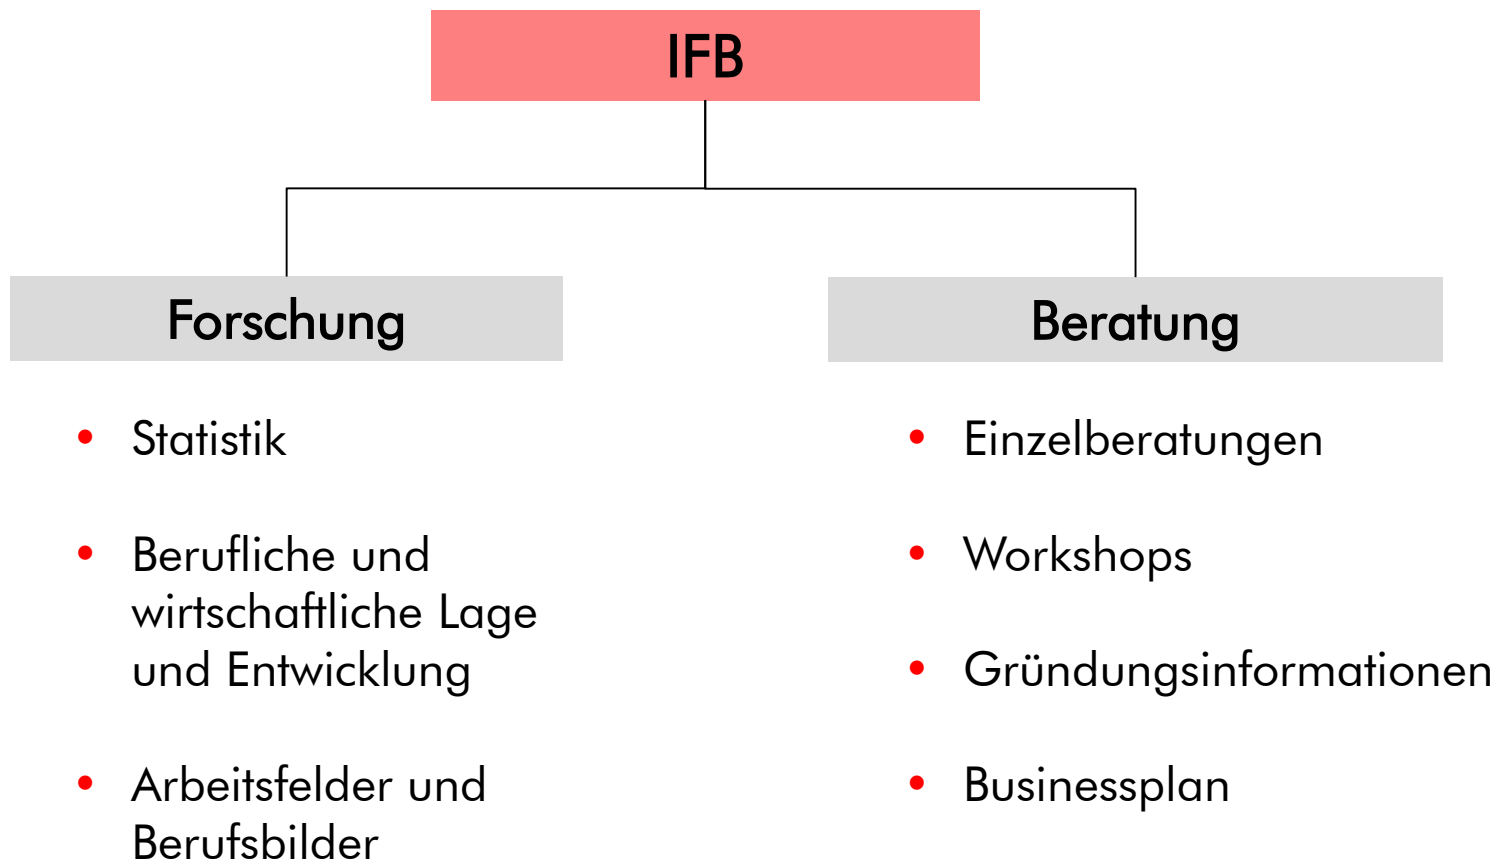 IFB
Forschung
• Statistik
• Berufliche und
wirtschaftliche Lage
und Entwicklung
• Arbeitsfelder und
Berufsbilder
Beratung
• Einzelberatungen
• Workshops
• Gründungsinformationen
• Businessplan